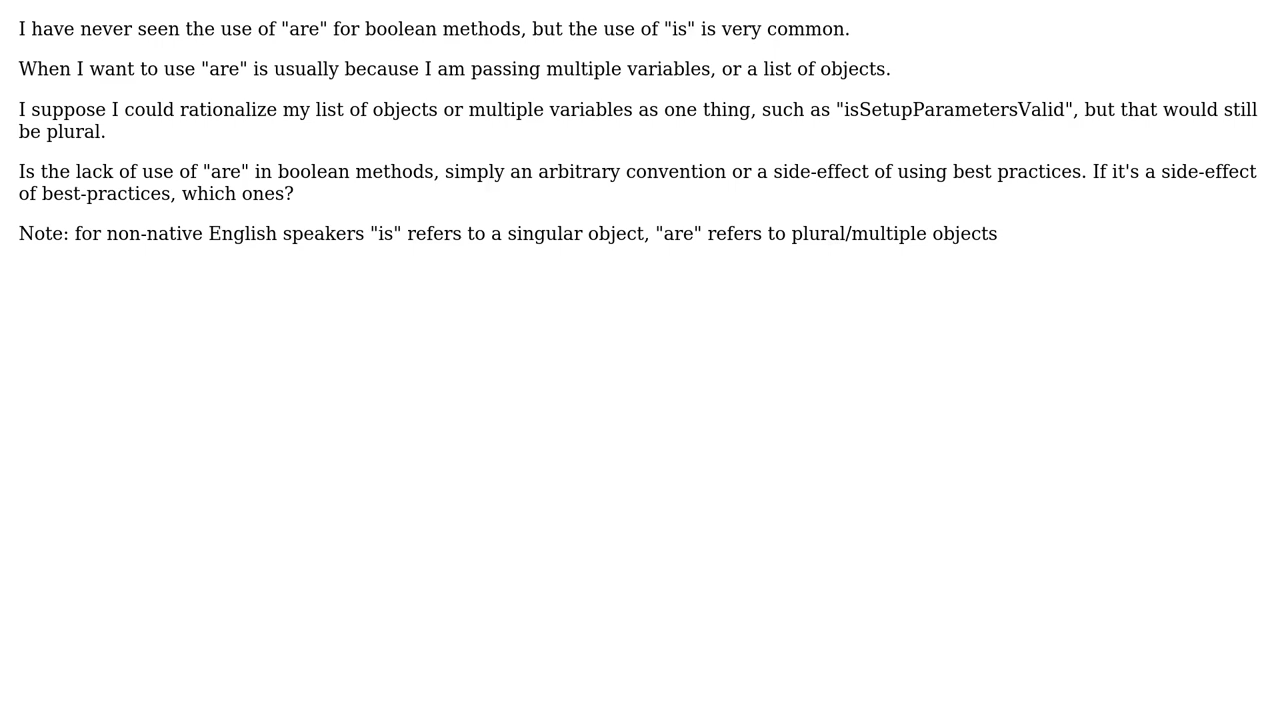 I have never seen the use of "are" for boolean methods, but the use of "is" is very common.
When I want to use "are" is usually because I am passing multiple variables, or a list of objects.
I suppose I could rationalize my list of objects or multiple variables as one thing, such as "isSetupParametersValid", but that would still
be plural.
Is the lack of use of "are" in boolean methods, simply an arbitrary convention or a side-effect of using best practices. If it's a side-effect
of best-practices, which ones?
Note: for non-native English speakers "is" refers to a singular object, "are" refers to plural/multiple objects